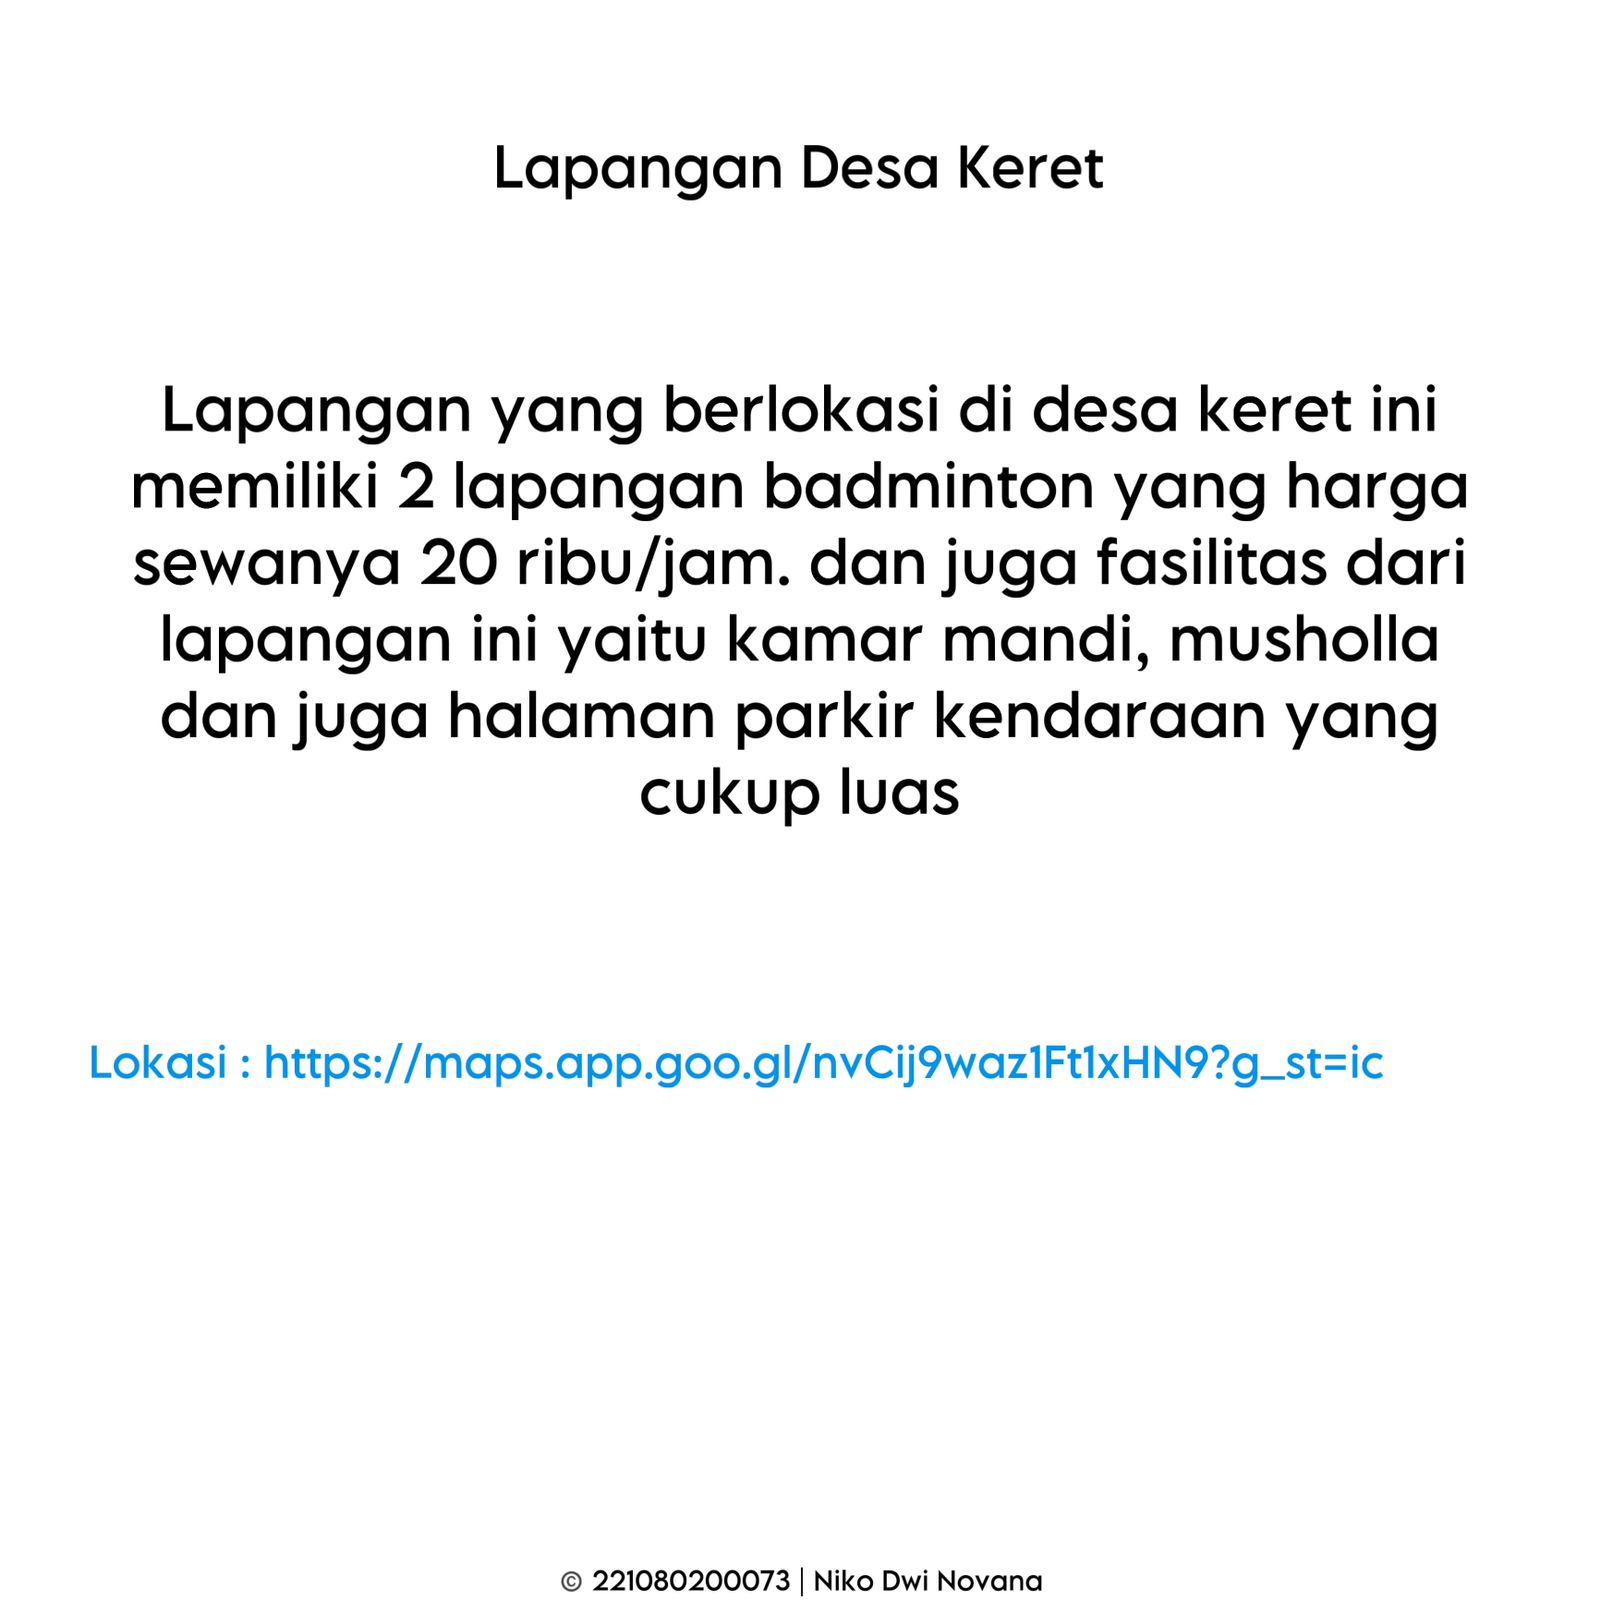 Lapangan Desa Keret
Lapangan yang berlokasi di desa keret ini
memiliki 2 lapangan badminton yang harga
sewanya 20 ribu/jam. dan juga fasilitas dari
lapangan ini yaitu kamar mandi, musholla
dan juga halaman parkir kendaraan yang
cukup luas
Lokasi : https://maps.app.goo.gl/nvCij9waz1Ft1xHN9?g_st=ic
© 221080200073 | Niko Dwi Novana